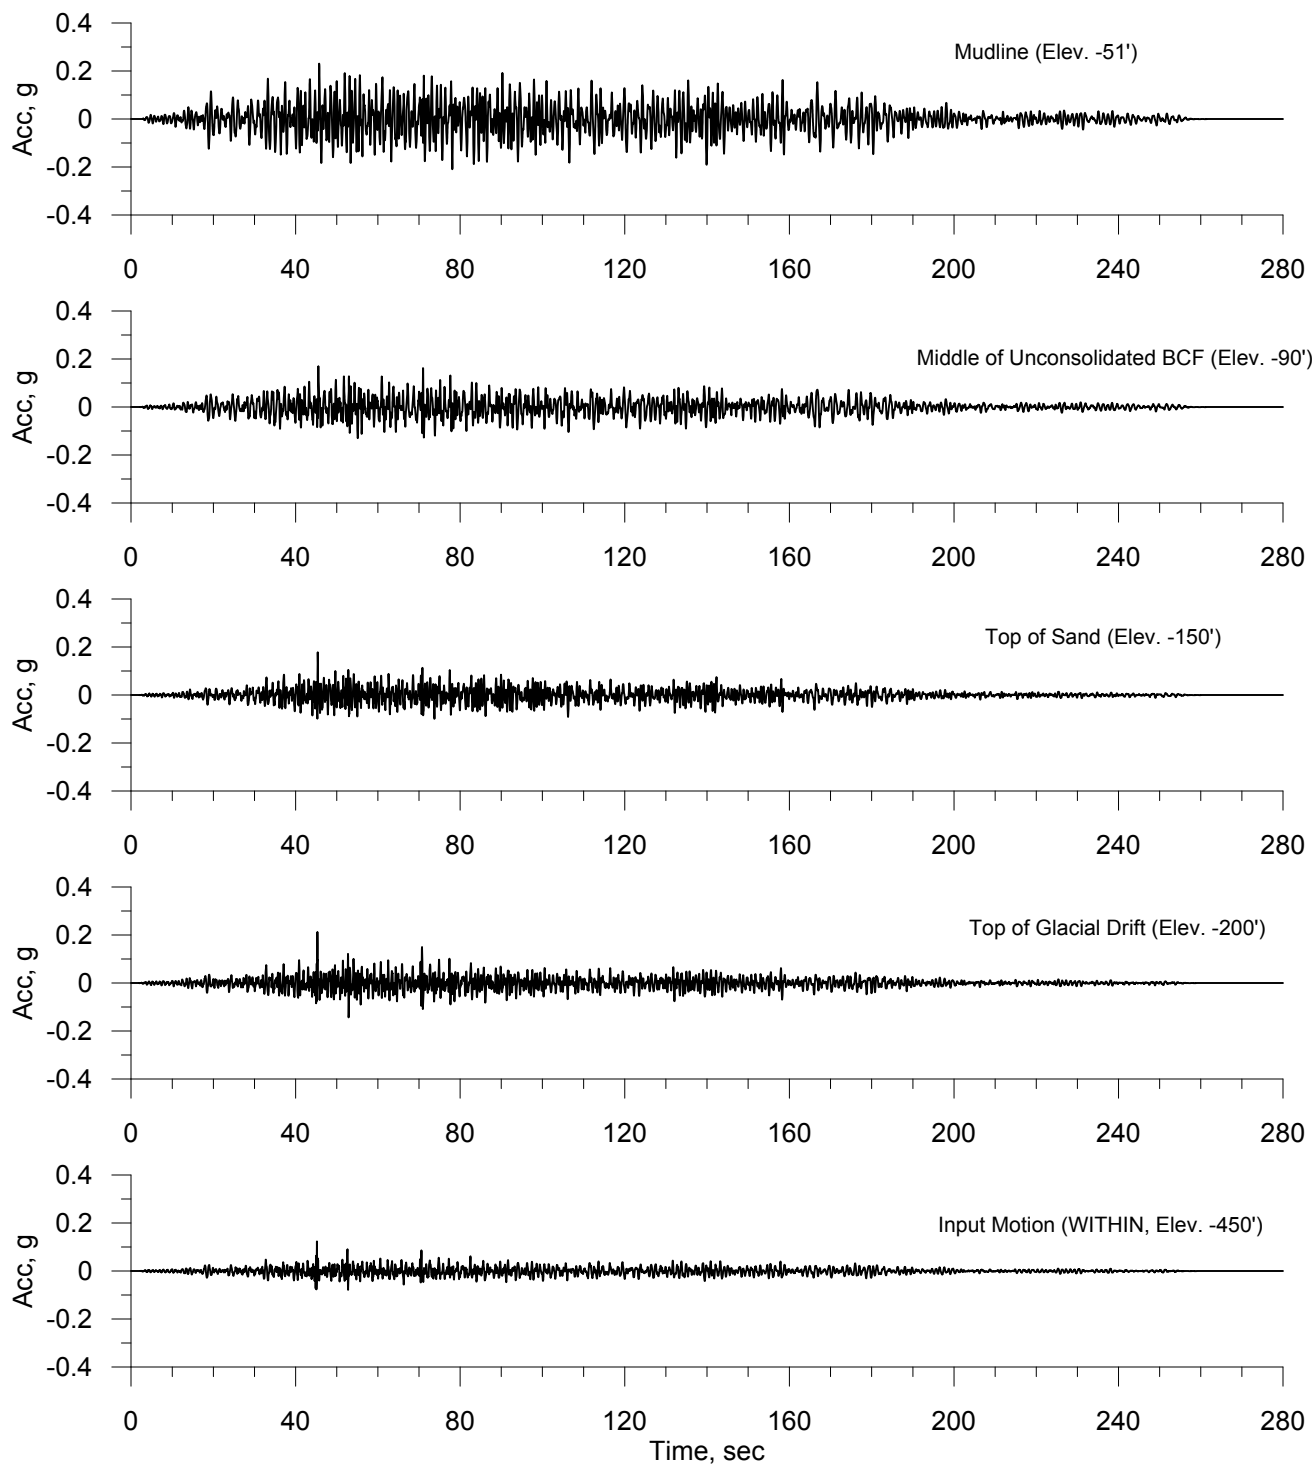 0.4
Mudline (Elev. -51')
0.2
Acc, g
0
-0.2
-0.4
0 40 80 120 160 200 240 280
0.4
Middle of Unconsolidated BCF (Elev. -90')
0.2
Acc, g
0
-0.2
-0.4
0 40 80 120 160 200 240 280
0.4
Top of Sand (Elev. -150')
0.2
Acc, g
0
-0.2
-0.4
0 40 80 120 160 200 240 280
0.4
Top of Glacial Drift (Elev. -200')
0.2
Acc, g
0
-0.2
-0.4
0 40 80 120 160 200 240 280
0.4
Input Motion (WITHIN, Elev. -450')
0.2
Acc, g
0
-0.2
-0.4
0 40 80 120 160 200 240 280
Time, sec